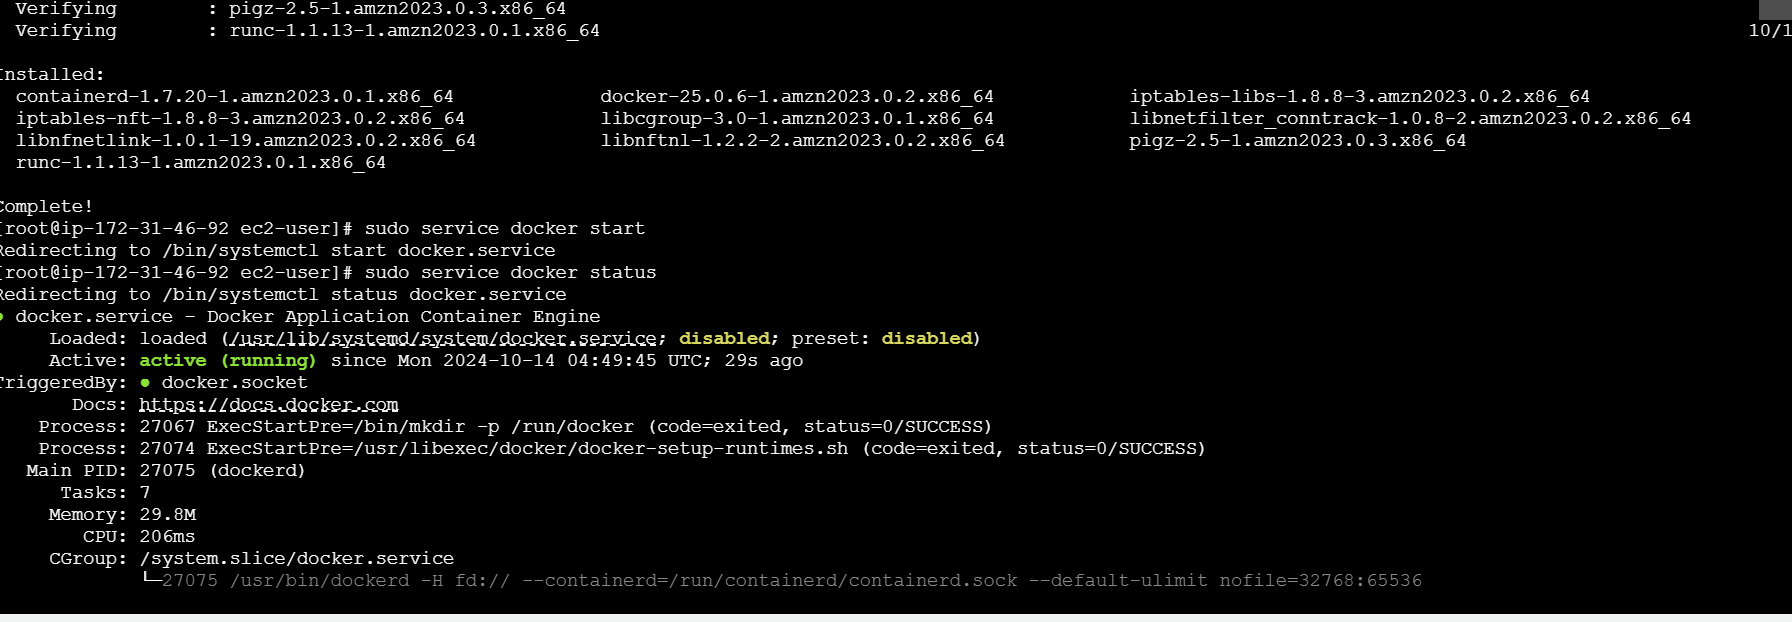 Verifying        : pigz-2.5-1.amzn2023.0.3.x86_64
Verifying        : runc-1.1.13-1.amzn2023.0.1.x86_64 10/1
Installed:
containerd-1.7.20-1.amzn2023.0.1.x86_64 docker-25.0.6-1.amzn2023.0.2.x86_64 iptables-libs-1.8.8-3.amzn2023.0.2.x86_64
iptables-nft-1.8.8-3.amzn2023.0.2.x86_64 libcgroup-3.0-1.amzn2023.0.1.x86_64 libnetfilter_conntrack-1.0.8-2.amzn2023.0.2.x86_64
libnfnetlink-1.0.1-19.amzn2023.0.2.x86_64 libnftnl-1.2.2-2.amzn2023.0.2.x86_64 pigz-2.5-1.amzn2023.0.3.x86_64
runc-1.1.13-1.amzn2023.0.1.x86_64
Complete!
[root@ip-172-31-46-92 ec2-user]# sudo service docker start
Redirecting to /bin/systemctl start docker.service
[root@ip-172-31-46-92 ec2-user]# sudo service docker status
Redirecting to /bin/systemctl status docker.service
● docker.service - Docker Application Container Engine
Loaded: loaded (/usr/lib/systemd/system/docker.service; disabled; preset: disabled)
Active: active (running) since Mon 2024-10-14 04:49:45 UTC; 29s ago
TriggeredBy: ● docker.socket
Docs: https://docs.docker.com
Process: 27067 ExecStartPre=/bin/mkdir -p /run/docker (code=exited, status=0/SUCCESS)
Process: 27074 ExecStartPre=/usr/libexec/docker/docker-setup-runtimes.sh (code=exited, status=0/SUCCESS)
Main PID: 27075 (dockerd)
Tasks: 7
Memory: 29.8M
CPU: 206ms
CGroup: /system.slice/docker.service
└─27075 /usr/bin/dockerd -H fd:// --containerd=/run/containerd/containerd.sock --default-ulimit nofile=32768:65536